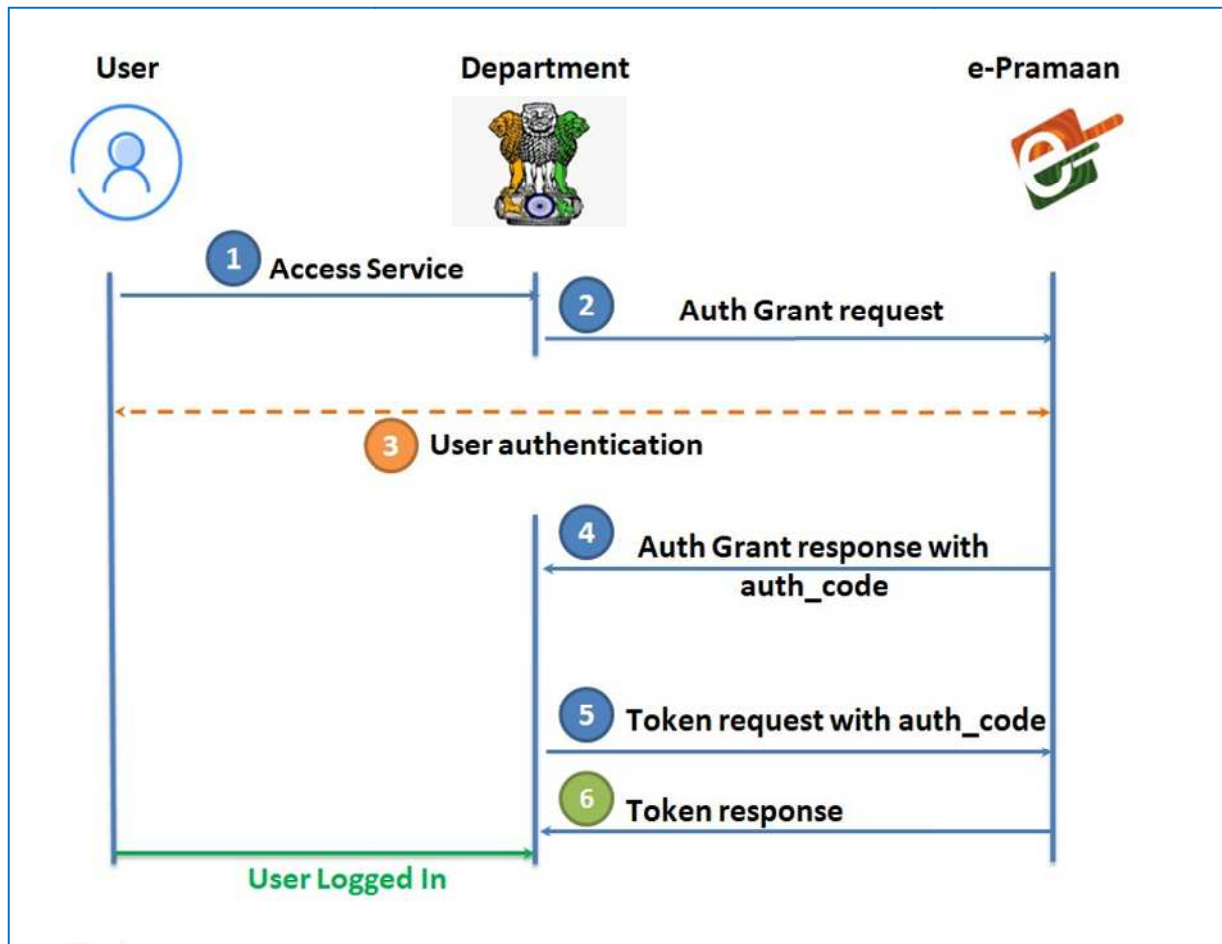 User
Department
e-Pramaan
e
1
Access Service
2
Auth Grant request
3
User authentication
4
Auth Grant response with
auth_code
5
Token request with auth_code
6
Token response
User Logged In